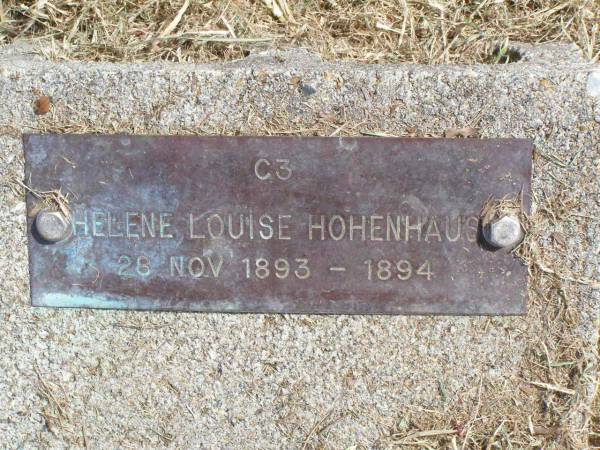 C3
HELENE LOUISE HOHENHAUS
28 NOV 1893 - 1894